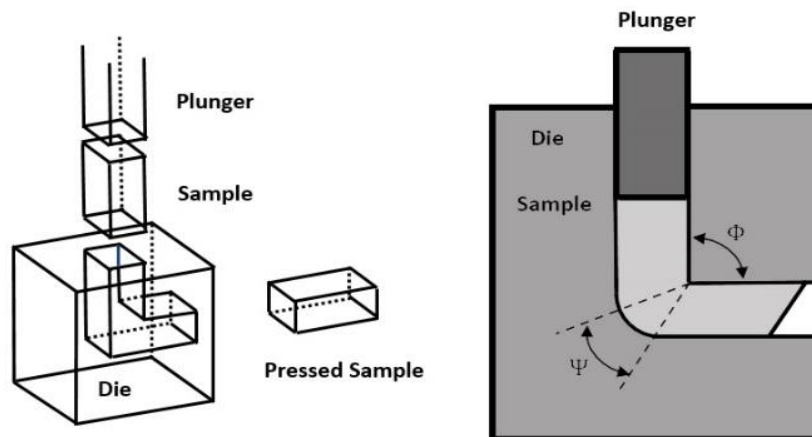 Plunger
Sample
Die
Pressed Sample
Plunger
Die
Sample
Φ
Ψ